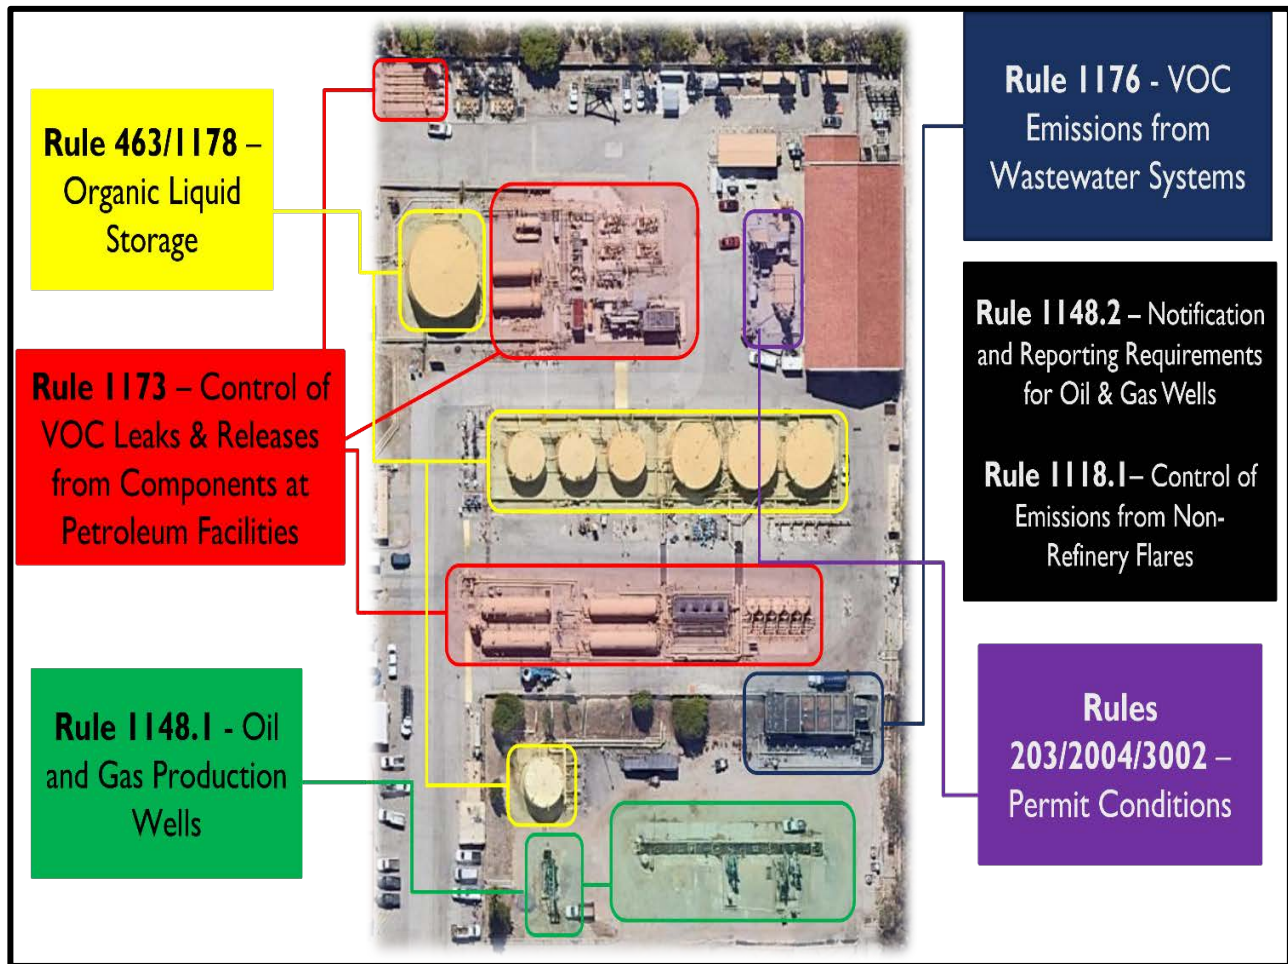 Rule 463/1178 –
Organic Liquid
Storage
Rule 1173 – Control of
VOC Leaks & Releases
from Components at
Petroleum Facilities
Rule 1148.1 - Oil
and Gas Production
Wells
Rule 1176 - VOC
Emissions from
Wastewater Systems
Rule 1148.2 – Notification
and Reporting Requirements
for Oil & Gas Wells
Rule 1118.1– Control of
Emissions from Non-
Refinery Flares
Rules
203/2004/3002 –
Permit Conditions